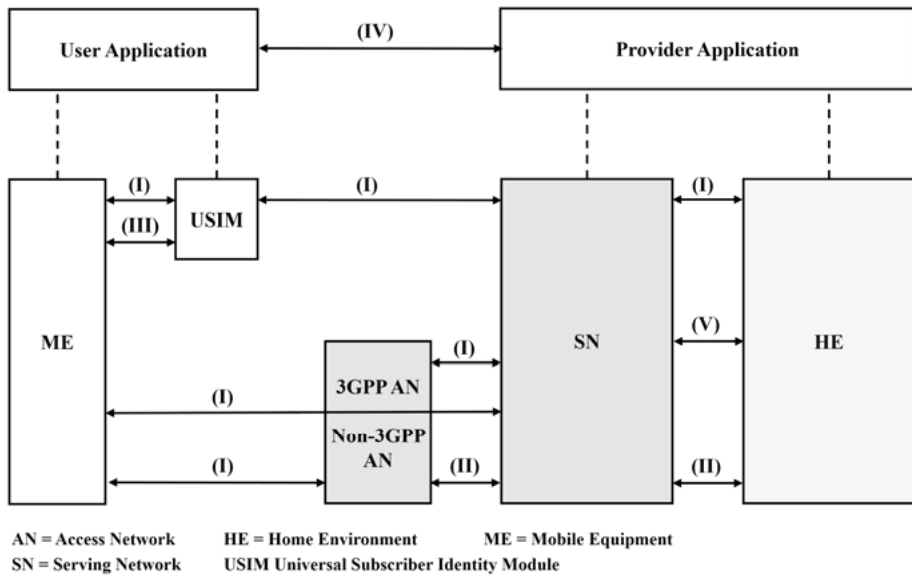 (IV)
User Application
Provider Application
(I)
(I)
(I)
USIM
(III)
ME
SN
(V)
HE
(I)
3GPP AN
(I)
Non-3GPP
AN
(I)
(II)
(II)
AN = Access Network
HE = Home Environment
ME = Mobile Equipment
SN = Serving Network
USIM Universal Subscriber Identity Module